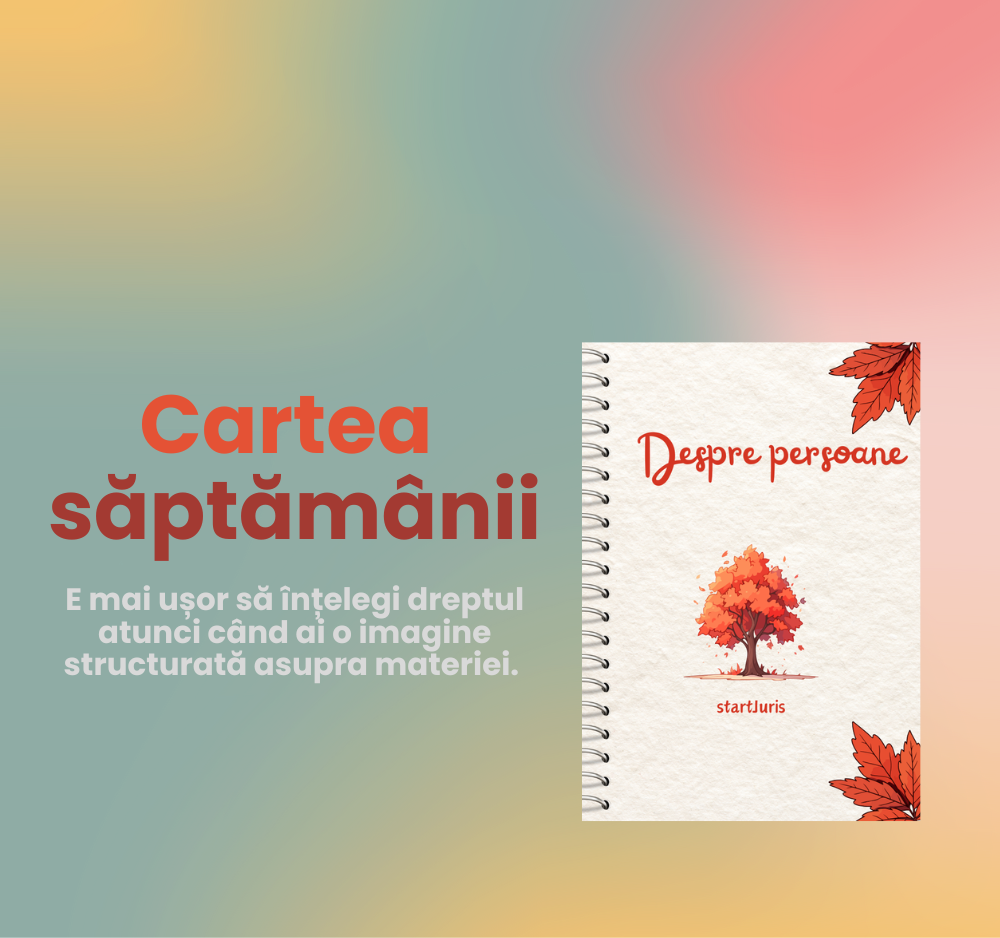 Cartea
săptămânii
E mai ușor să înțelegi dreptul
atunci când ai o imagine
structurată asupra materiei.
Despre persoane
startJuris